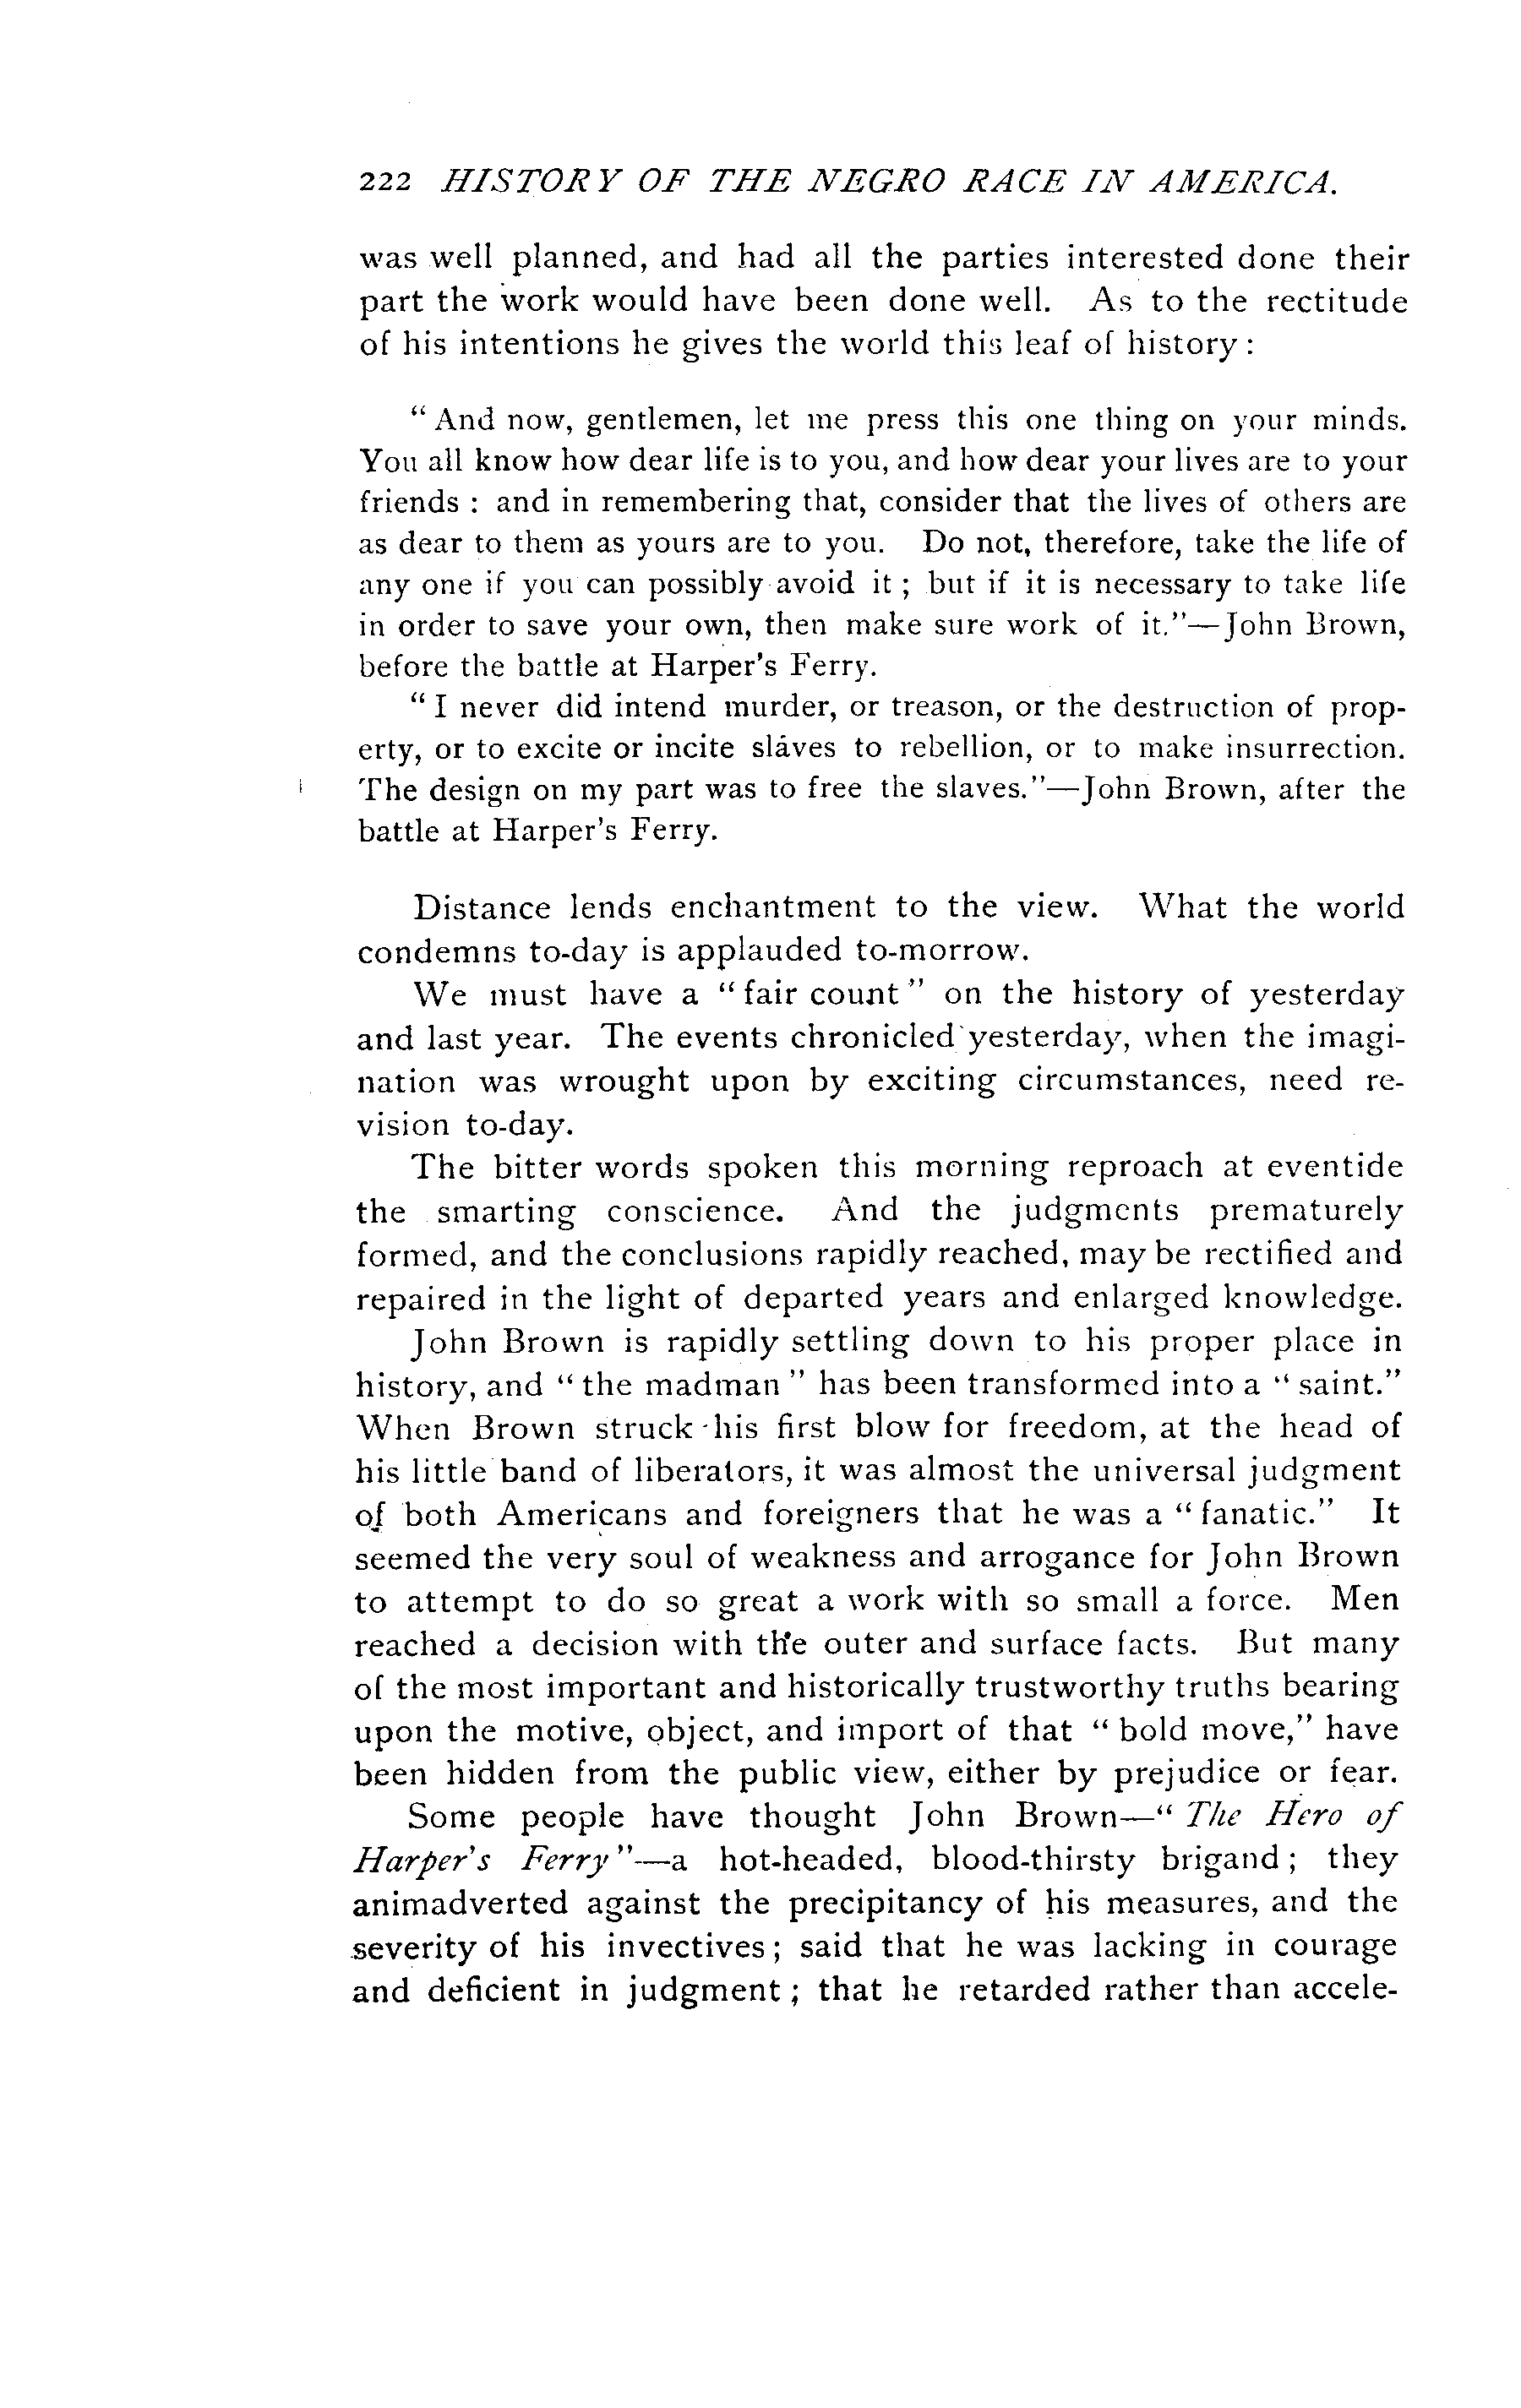 222 HISTORY OF THE NEGRO RACE IN AMERICA.
was well planned, and had all the parties interested done their
part the work would have been done well. As to the rectitude
of his intentions he gives the world this leaf of history:
"And now, gentlemen, let me press this one thing on your minds.
You all know how dear life is to you, and how dear your lives are to your
friends : and in remembering that, consider that the lives of others are
as dear to them as yours are to you. Do not, therefore, take the life of
any one if you can possibly avoid it ; but if it is necessary to take life
in order to save your own, then make sure work of it."—John Brown,
before the battle at Harper's Ferry.
"I never did intend murder, or treason, or the destruction of prop-
erty, or to excite or incite slaves to rebellion, or to make insurrection.
The design on my part was to free the slaves."—John Brown, after the
battle at Harper's Ferry.
Distance lends enchantment to the view. What the world
condemns to-day is applauded to-morrow.
We must have a "fair count" on the history of yesterday
and last year. The events chronicled yesterday, when the imagi-
nation was wrought upon by exciting circumstances, need re-
vision to-day.
The bitter words spoken this morning reproach at eventide
the smarting conscience. And the judgments prematurely
formed, and the conclusions rapidly reached, may be rectified and
repaired in the light of departed years and enlarged knowledge.
John Brown is rapidly settling down to his proper place in
history, and "the madman" has been transformed into a "saint."
When Brown struck his first blow for freedom, at the head of
his little band of liberators, it was almost the universal judgment
of both Americans and foreigners that he was a "fanatic." It
seemed the very soul of weakness and arrogance for John Brown
to attempt to do so great a work with so small a force. Men
reached a decision with the outer and surface facts. But many
of the most important and historically trustworthy truths bearing
upon the motive, object, and import of that "bold move," have
been hidden from the public view, either by prejudice or fear.
Some people have thought John Brown—"The Hero of
Harper's Ferry"—a hot-headed, blood-thirsty brigand; they
animadverted against the precipitancy of his measures, and the
severity of his invectives; said that he was lacking in courage
and deficient in judgment; that he retarded rather than accele-